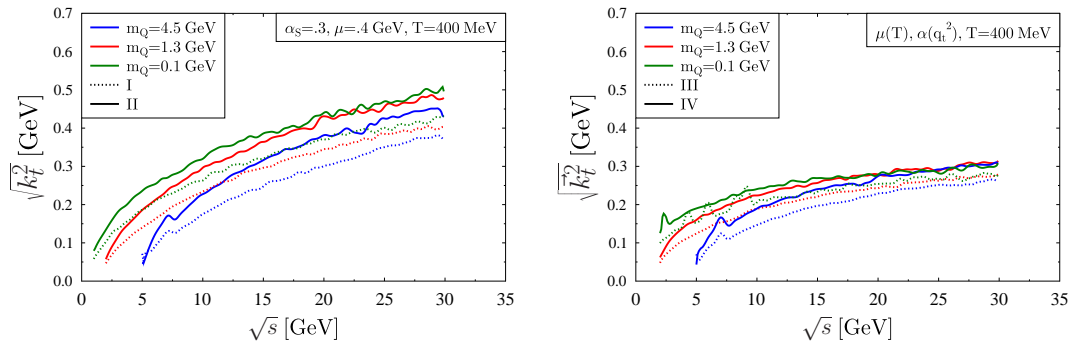 0.7
0.6
0.5
0.4
0.3
0.2
0.1
0.0
√k_t^2 [GeV]
m_Q=4.5 GeV
m_Q=1.3 GeV
m_Q=0.1 GeV
I
II
α_S=.3, μ=.4 GeV, T=400 MeV
0 5 10 15 20 25 30 35
√s [GeV]
0.7
0.6
0.5
0.4
0.3
0.2
0.1
0.0
√\vec{k}_t^2 [GeV]
m_Q=4.5 GeV
m_Q=1.3 GeV
m_Q=0.1 GeV
III
IV
μ(T), α(q_t^2), T=400 MeV
0 5 10 15 20 25 30 35
√s [GeV]